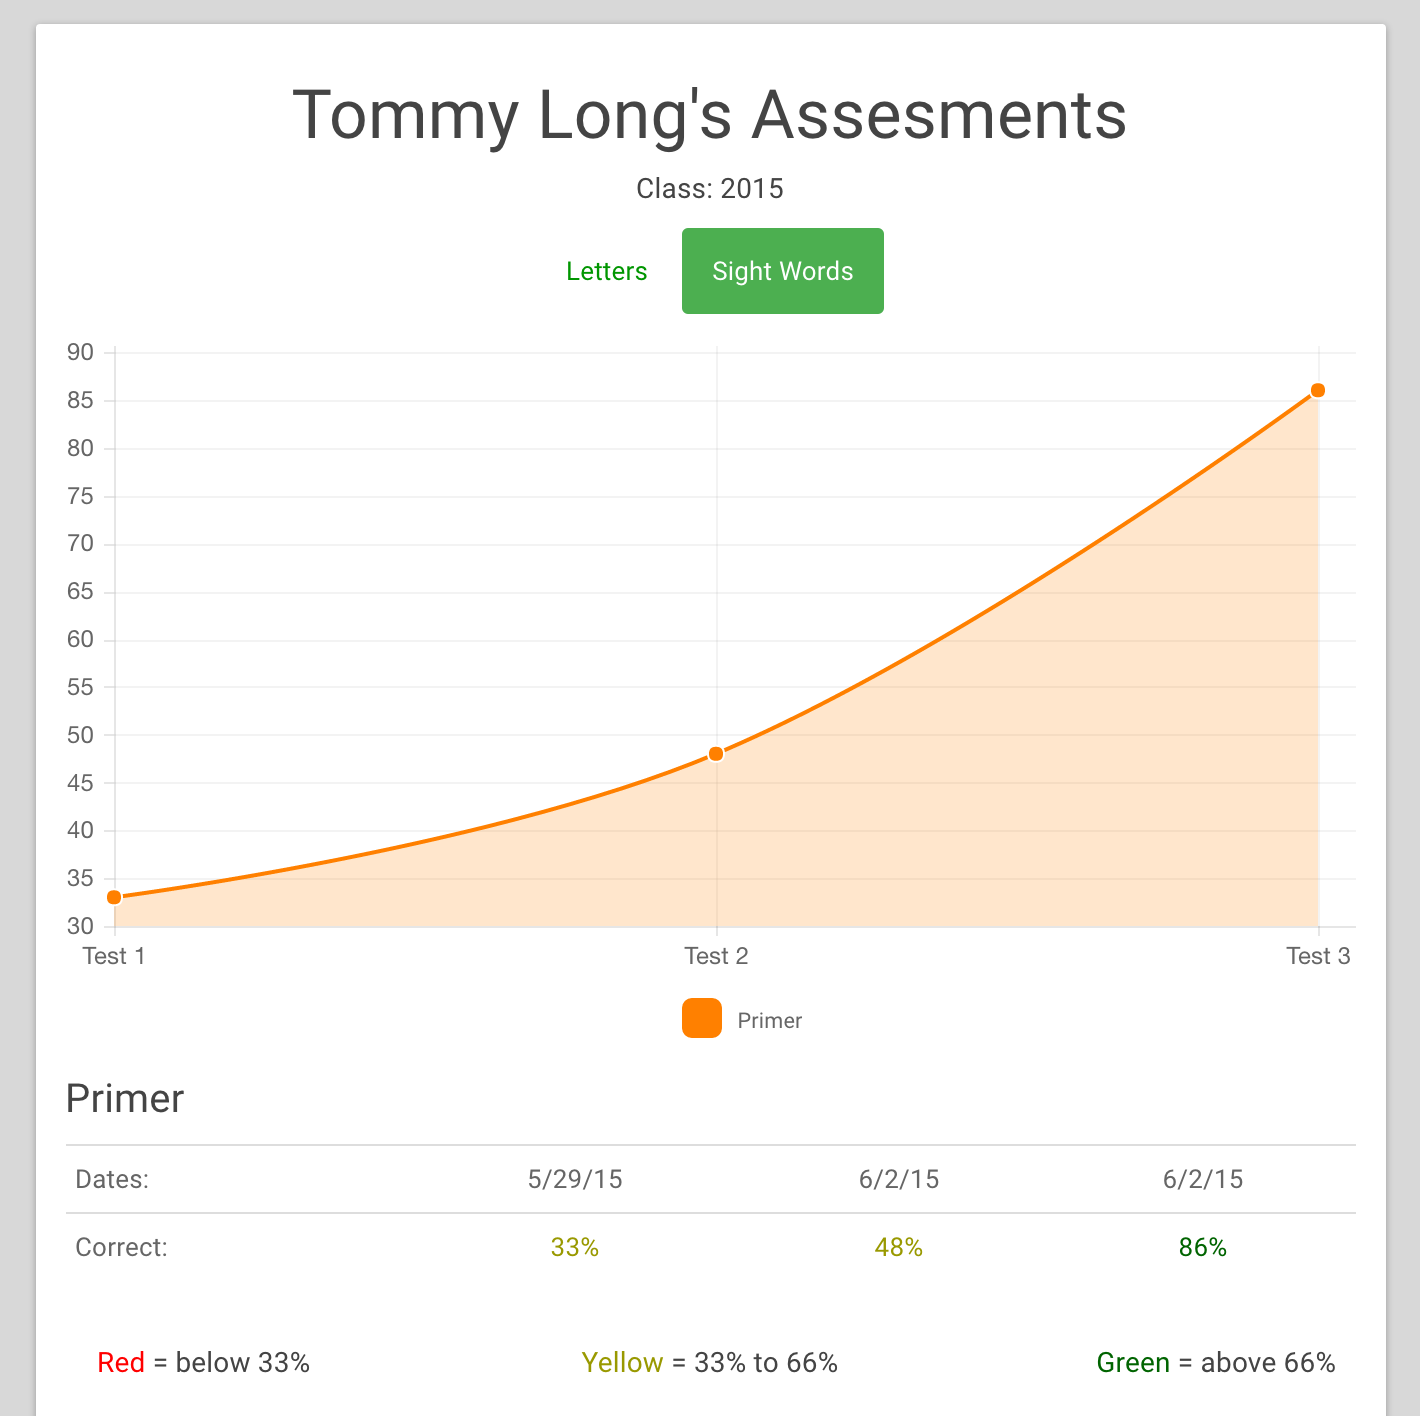 Tommy Long's Assesments
Class: 2015
Letters Sight Words
90
85
80
75
70
65
60
55
50
45
40
35
30
Test 1 Test 2 Test 3
Primer
Primer
Dates: 5/29/15 6/2/15 6/2/15
Correct: 33% 48% 86%
Red = below 33% Yellow = 33% to 66% Green = above 66%